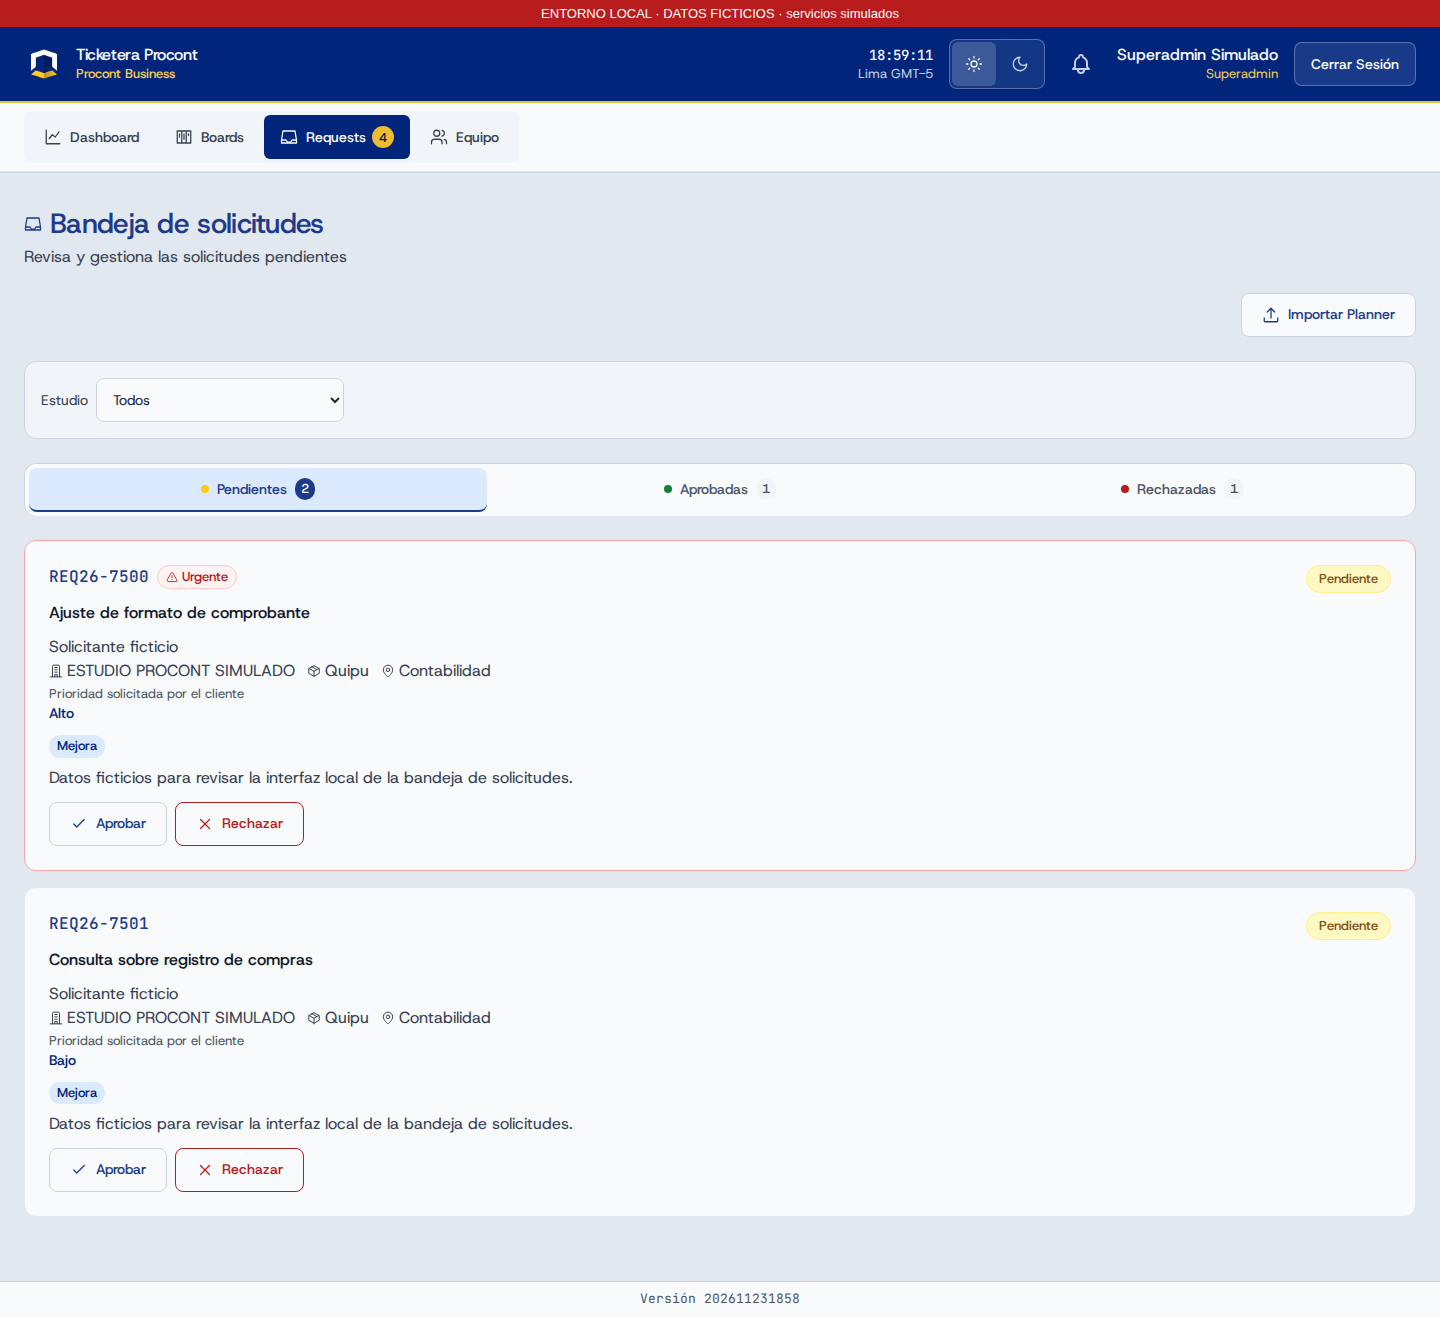 ENTORNO LOCAL · DATOS FICTICIOS · servicios simulados
Ticketera Procont
Procont Business
18:59:11
Lima GMT-5
Superadmin Simulado
Superadmin
Cerrar Sesión
Dashboard
Boards
Requests 4
Equipo
Bandeja de solicitudes
Revisa y gestiona las solicitudes pendientes
Importar Planner
Estudio Todos
Pendientes 2
Aprobadas 1
Rechazadas 1
REQ26-7500 Urgente
Pendiente
Ajuste de formato de comprobante
Solicitante ficticio
ESTUDIO PROCONT SIMULADO Quipu Contabilidad
Prioridad solicitada por el cliente
Alto
Mejora
Datos ficticios para revisar la interfaz local de la bandeja de solicitudes.
Aprobar Rechazar
REQ26-7501
Pendiente
Consulta sobre registro de compras
Solicitante ficticio
ESTUDIO PROCONT SIMULADO Quipu Contabilidad
Prioridad solicitada por el cliente
Bajo
Mejora
Datos ficticios para revisar la interfaz local de la bandeja de solicitudes.
Aprobar Rechazar
Versión 202611231858